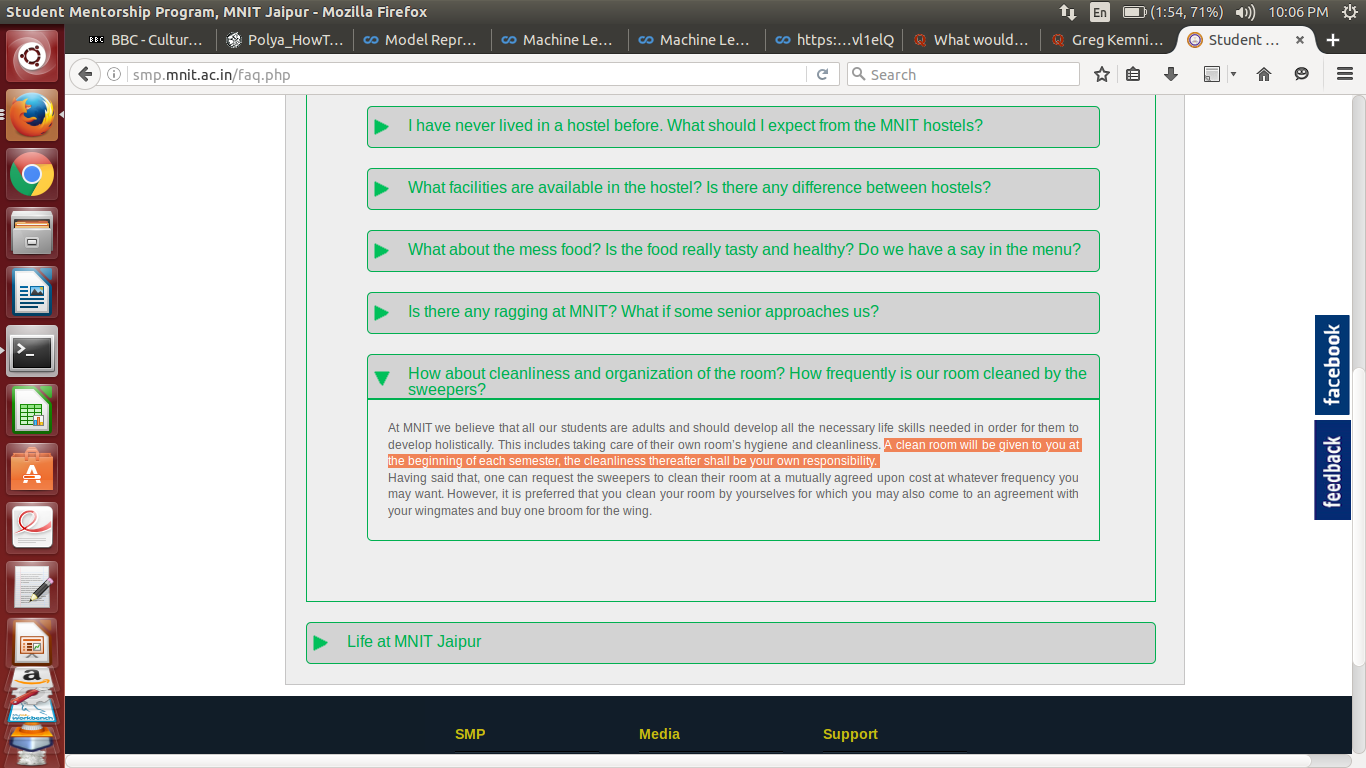 Student Mentorship Program, MNIT Jaipur - Mozilla Firefox
En
(1:54, 71%)
10:06 PM
BBC
BBC - Cultur...
Polya_HowT...
Model Repr...
Machine Le...
Machine Le...
https:...vl1elQ
What would...
Greg Kemni...
Student ...
smp.mnit.ac.in/faq.php
Search
I have never lived in a hostel before. What should I expect from the MNIT hostels?
What facilities are available in the hostel? Is there any difference between hostels?
What about the mess food? Is the food really tasty and healthy? Do we have a say in the menu?
Is there any ragging at MNIT? What if some senior approaches us?
How about cleanliness and organization of the room? How frequently is our room cleaned by the
sweepers?
At MNIT we believe that all our students are adults and should develop all the necessary life skills needed in order for them to
develop holistically. This includes taking care of their own room's hygiene and cleanliness. A clean room will be given to you at
the beginning of each semester, the cleanliness thereafter shall be your own responsibility.
Having said that, one can request the sweepers to clean their room at a mutually agreed upon cost at whatever frequency you
may want. However, it is preferred that you clean your room by yourselves for which you may also come to an agreement with
your wingmates and buy one broom for the wing.
facebook
feedback
Life at MNIT Jaipur
SMP
Media
Support